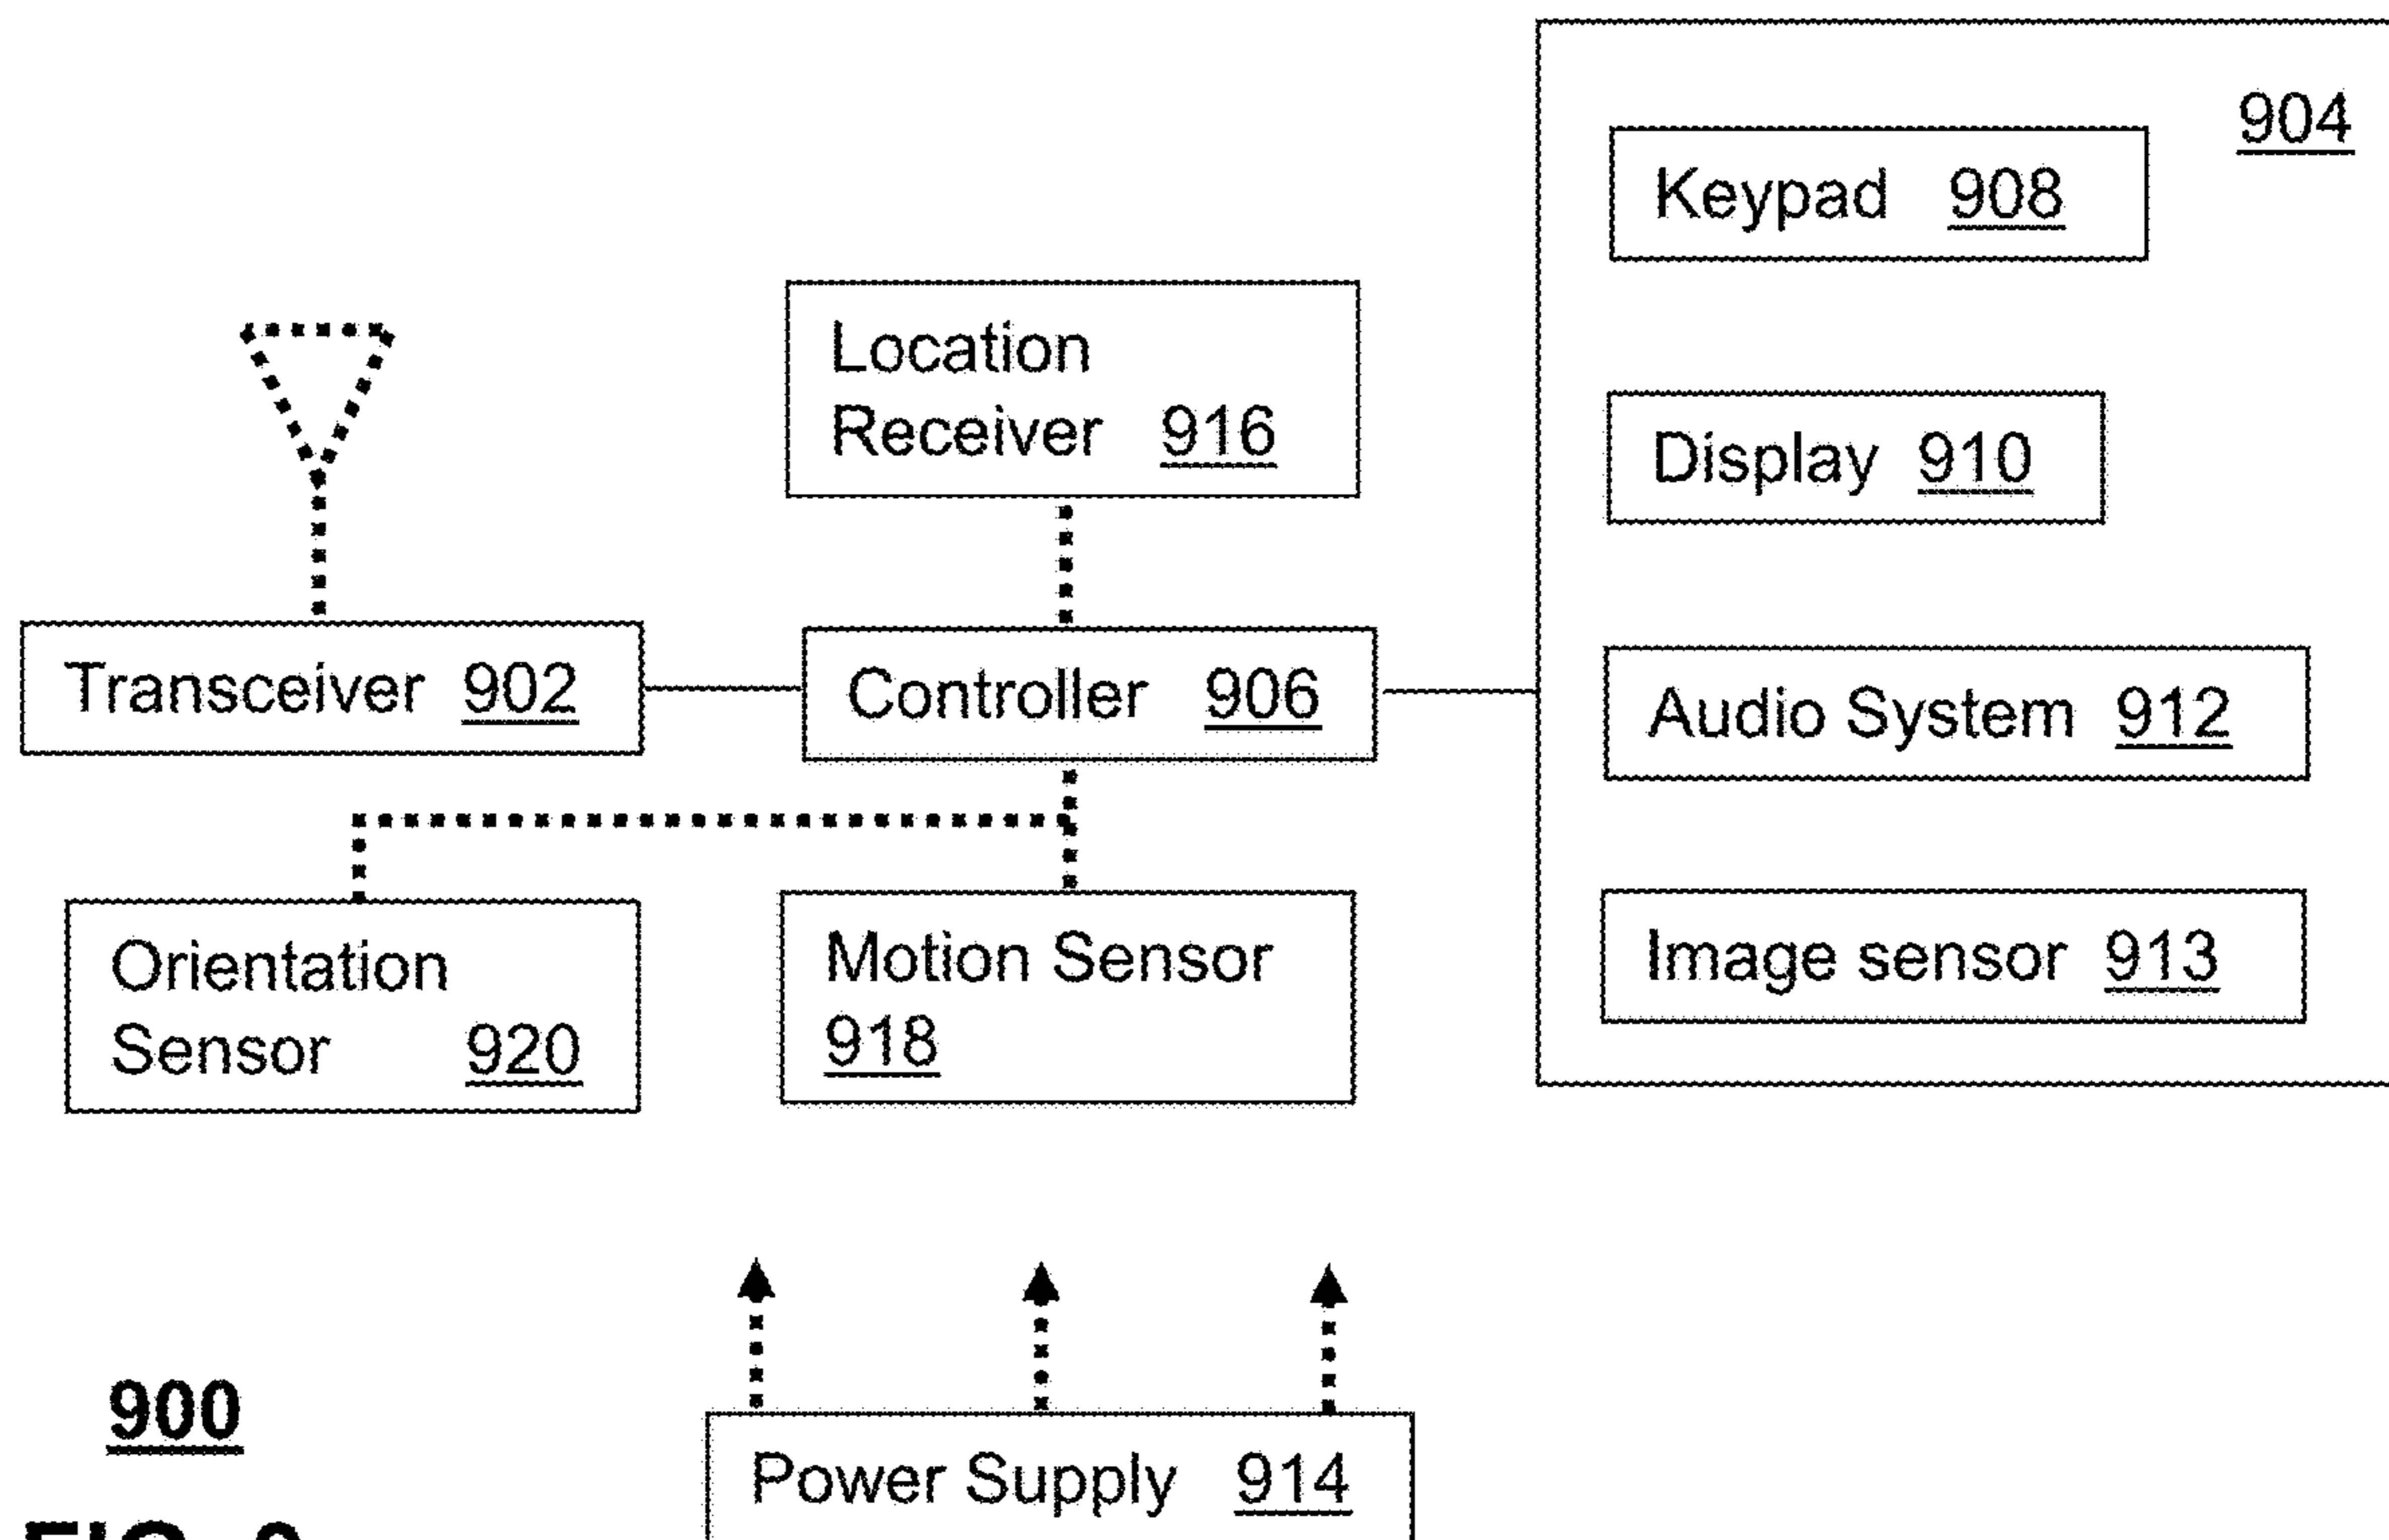 904
Keypad 908
Location
Receiver 916
Display 910
Transceiver 902
Controller 906
Audio System 912
Orientation
Sensor 920
Motion Sensor
918
Image sensor 913
900
Power Supply 914